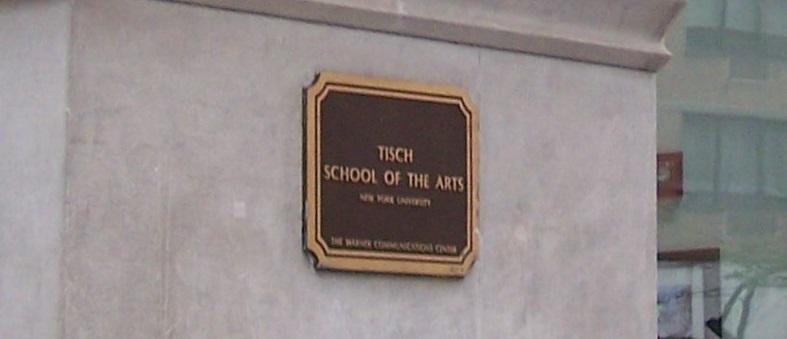 TISCH
SCHOOL OF THE ARTS
NEW YORK UNIVERSITY
THE WARNER COMMUNICATIONS CENTER